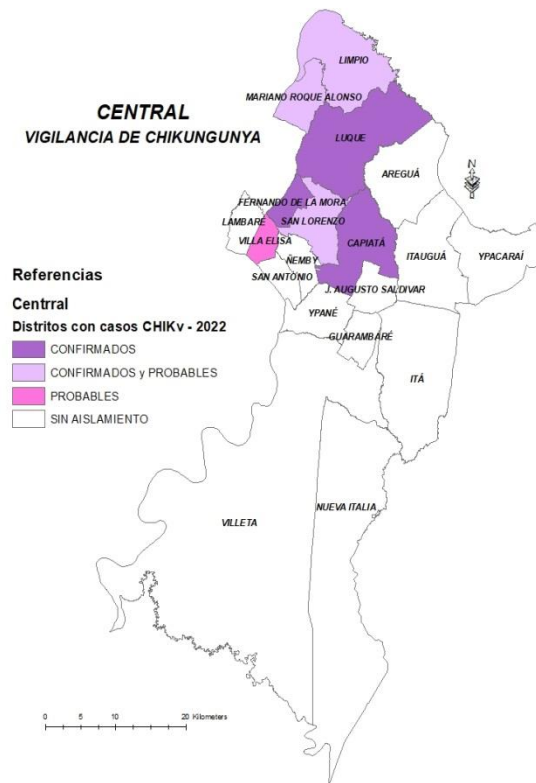 CENTRAL
VIGILANCIA DE CHIKUNGUNYA
LIMPIO
MARIANO ROQUE ALONSO
LUQUE
AREGUÁ
N
FERNANDO DE LA MORA
LAMBARÉ
SAN LORENZO
VILLA ELISA
CAPIATÁ
ITAUGUÁ
YPACARAÍ
ÑEMBY
SAN ANTONIO
J. AUGUSTO SALDIVAR
YPANÉ
GUARAMBARÉ
ITÁ
Referencias
Centrral
Distritos con casos CHIKv - 2022
CONFIRMADOS
CONFIRMADOS y PROBABLES
PROBABLES
SIN AISLAMIENTO
NUEVA ITALIA
VILLETA
0 5 10 20 Kilometers